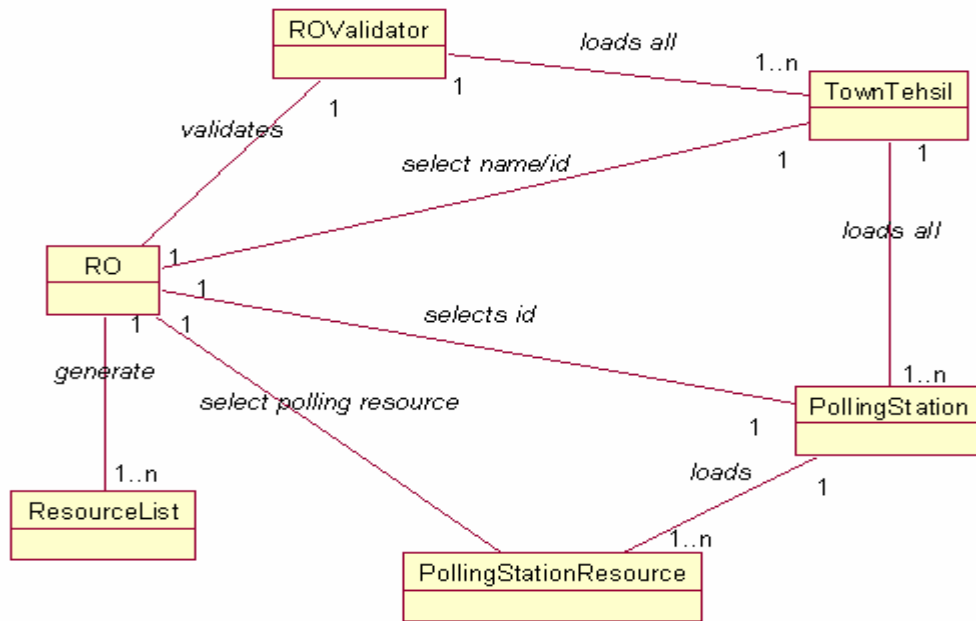 ROValidator
loads all
1..n
1
1
TownTehsil
validates
select name/id
1
1
loads all
RO
1
1
selects id
1
1
generate
select polling resource
1..n
PollingStation
1
loads
1
1..n
ResourceList
1..n
PollingStationResource